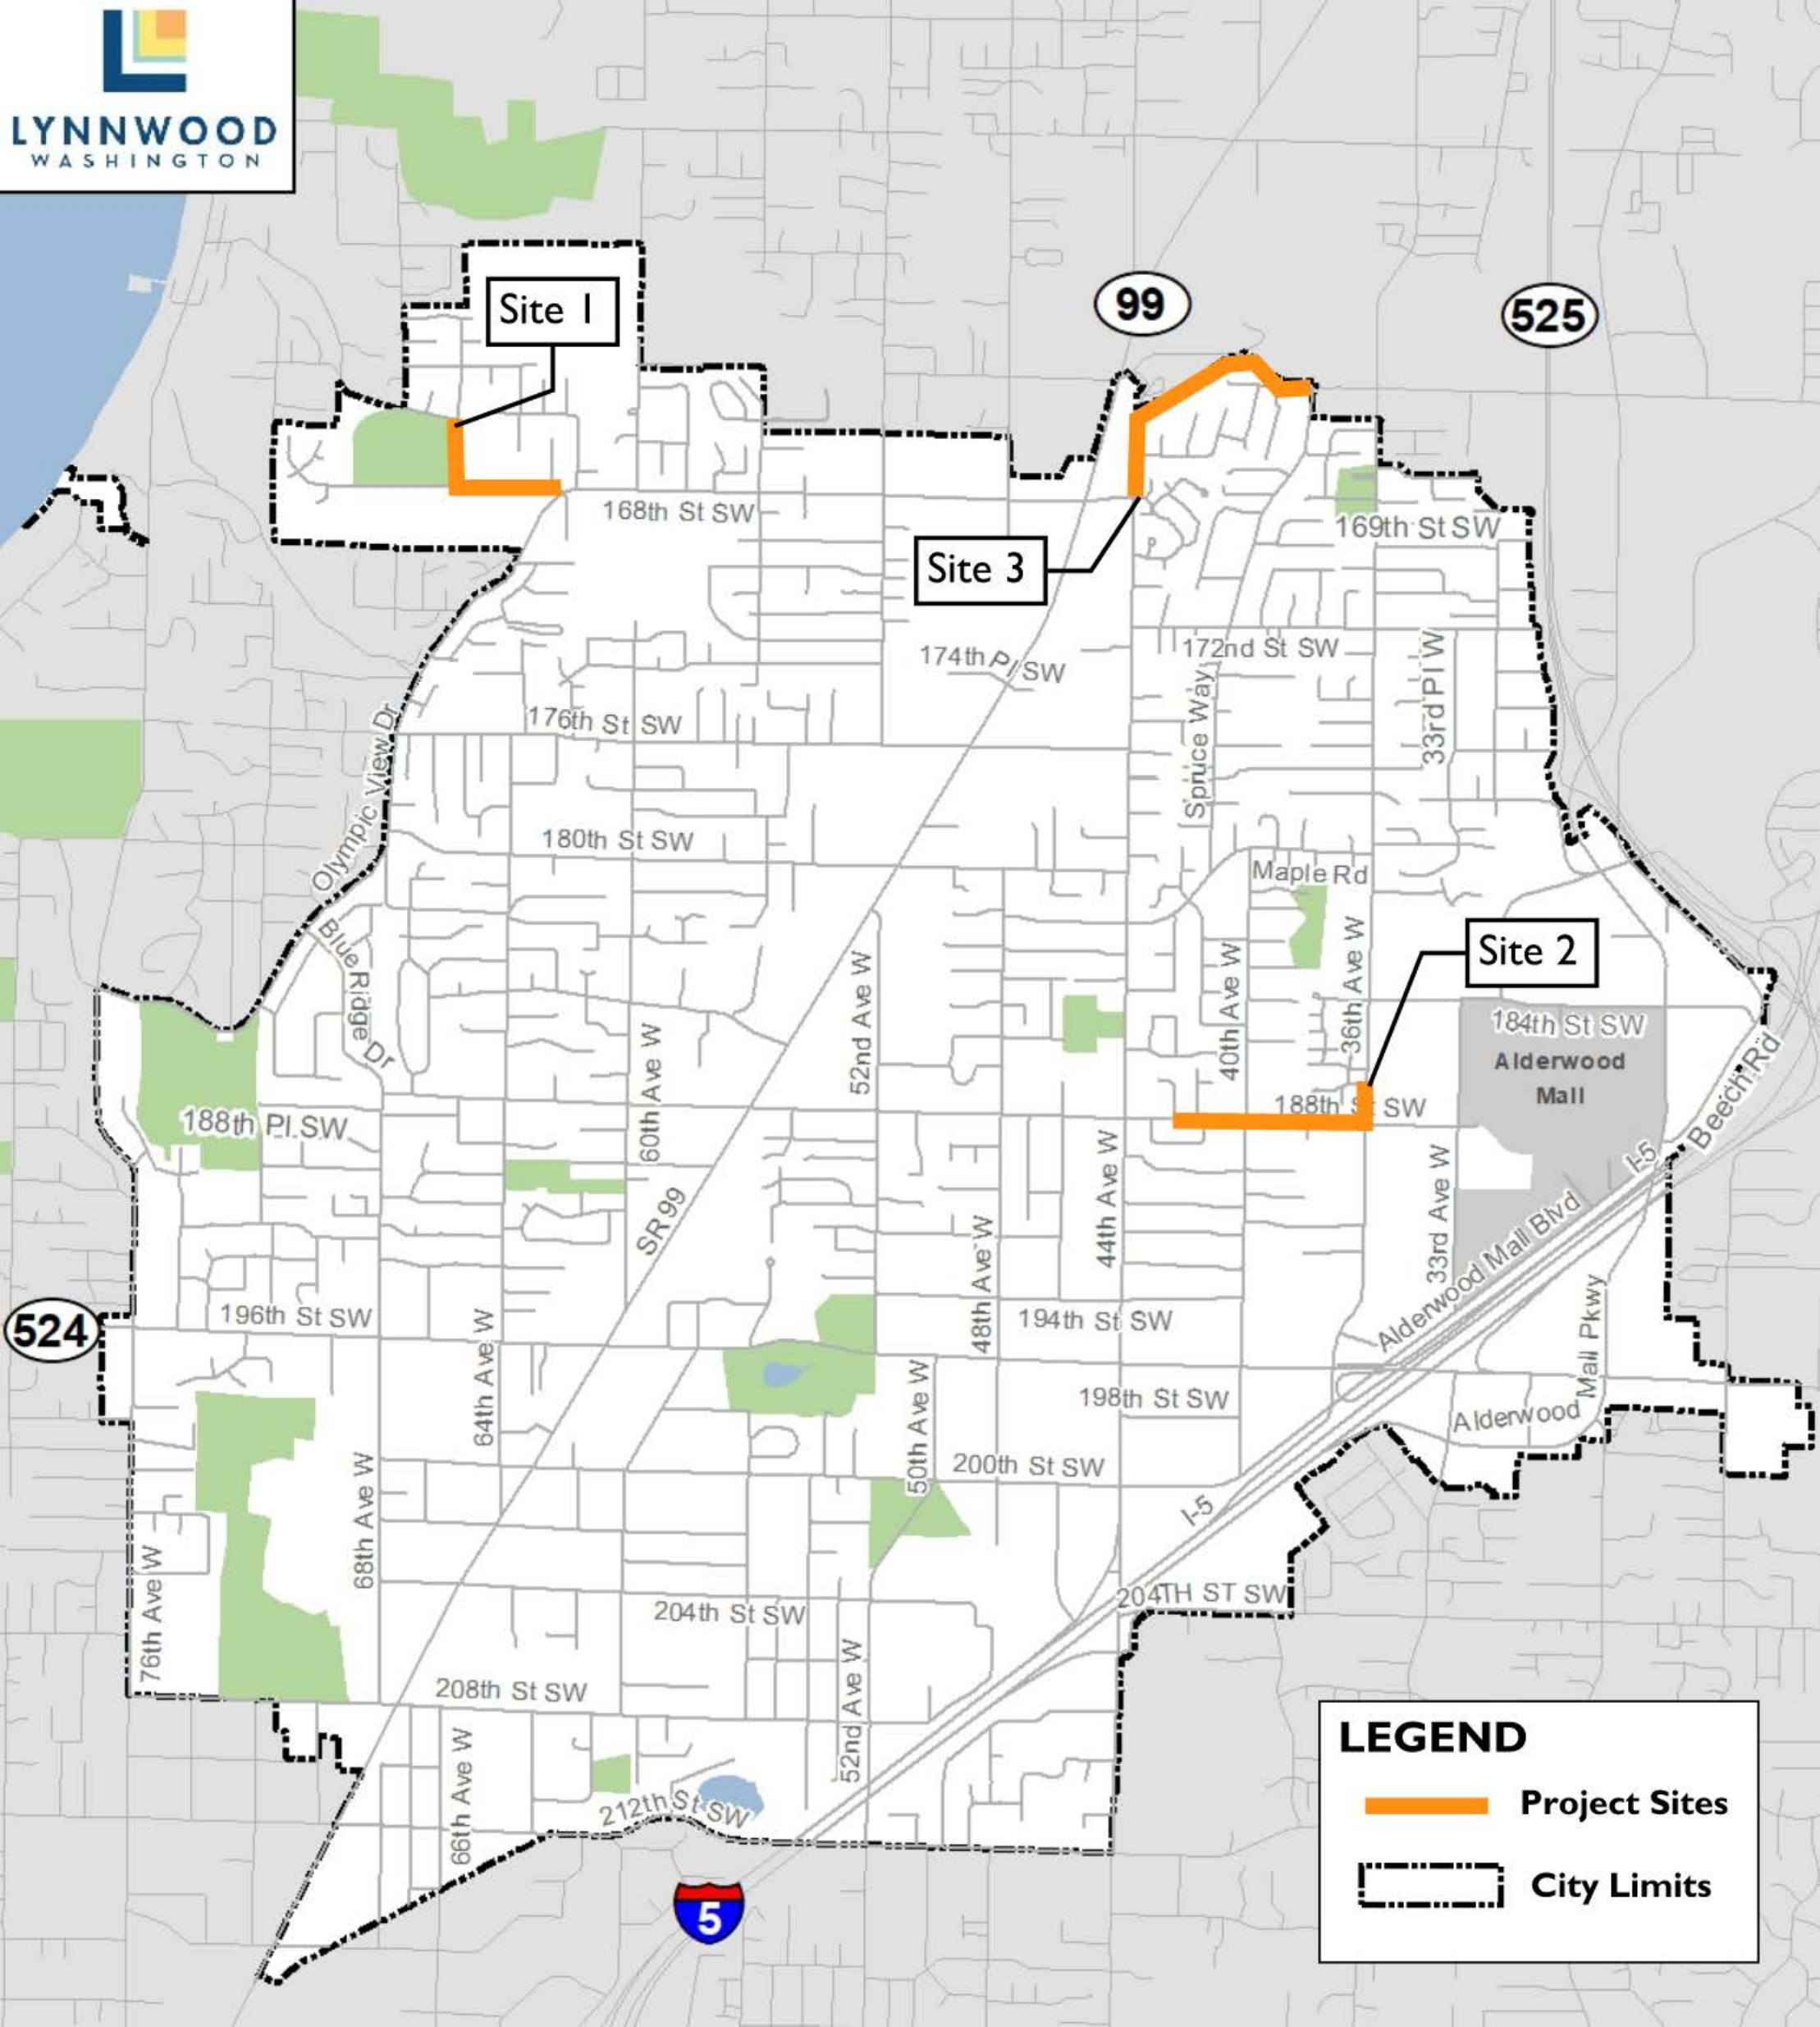 LYNNWOOD
WASHINGTON
Site 1
99
525
168th St SW
169th St SW
Site 3
174th Pl SW
172nd St SW
33rd Pl W
Spruce Way
176th St SW
Olympic View Dr
180th St SW
Maple Rd
Blue Ridge Dr
52nd Ave W
40th Ave W
36th Ave W
Site 2
184th St SW
Alderwood
Mall
Beech Rd
60th Ave W
188th Pl SW
188th St SW
44th Ave W
33rd Ave W
I-5
SR 99
48th Ave W
Alderwood Mall Blvd
524
196th St SW
64th Ave W
194th St SW
Alderwood Mall Pkwy
198th St SW
50th Ave W
200th St SW
68th Ave W
I-5
76th Ave W
204th St SW
204TH ST SW
52nd Ave W
208th St SW
66th Ave W
212th St SW
5
LEGEND
Project Sites
City Limits